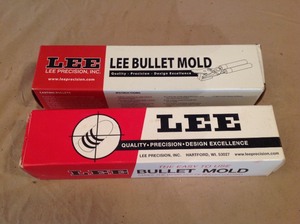 LEE
LEE PRECISION, INC.
www.leeprecision.com
LEE BULLET MOLD
Quality - Precision - Design Excellence
LEE
QUALITY • PRECISION • DESIGN EXCELLENCE
LEE PRECISION, INC. HARTFORD, WI. 53027 www.leeprecision.com
LEE
BULLET MOLD